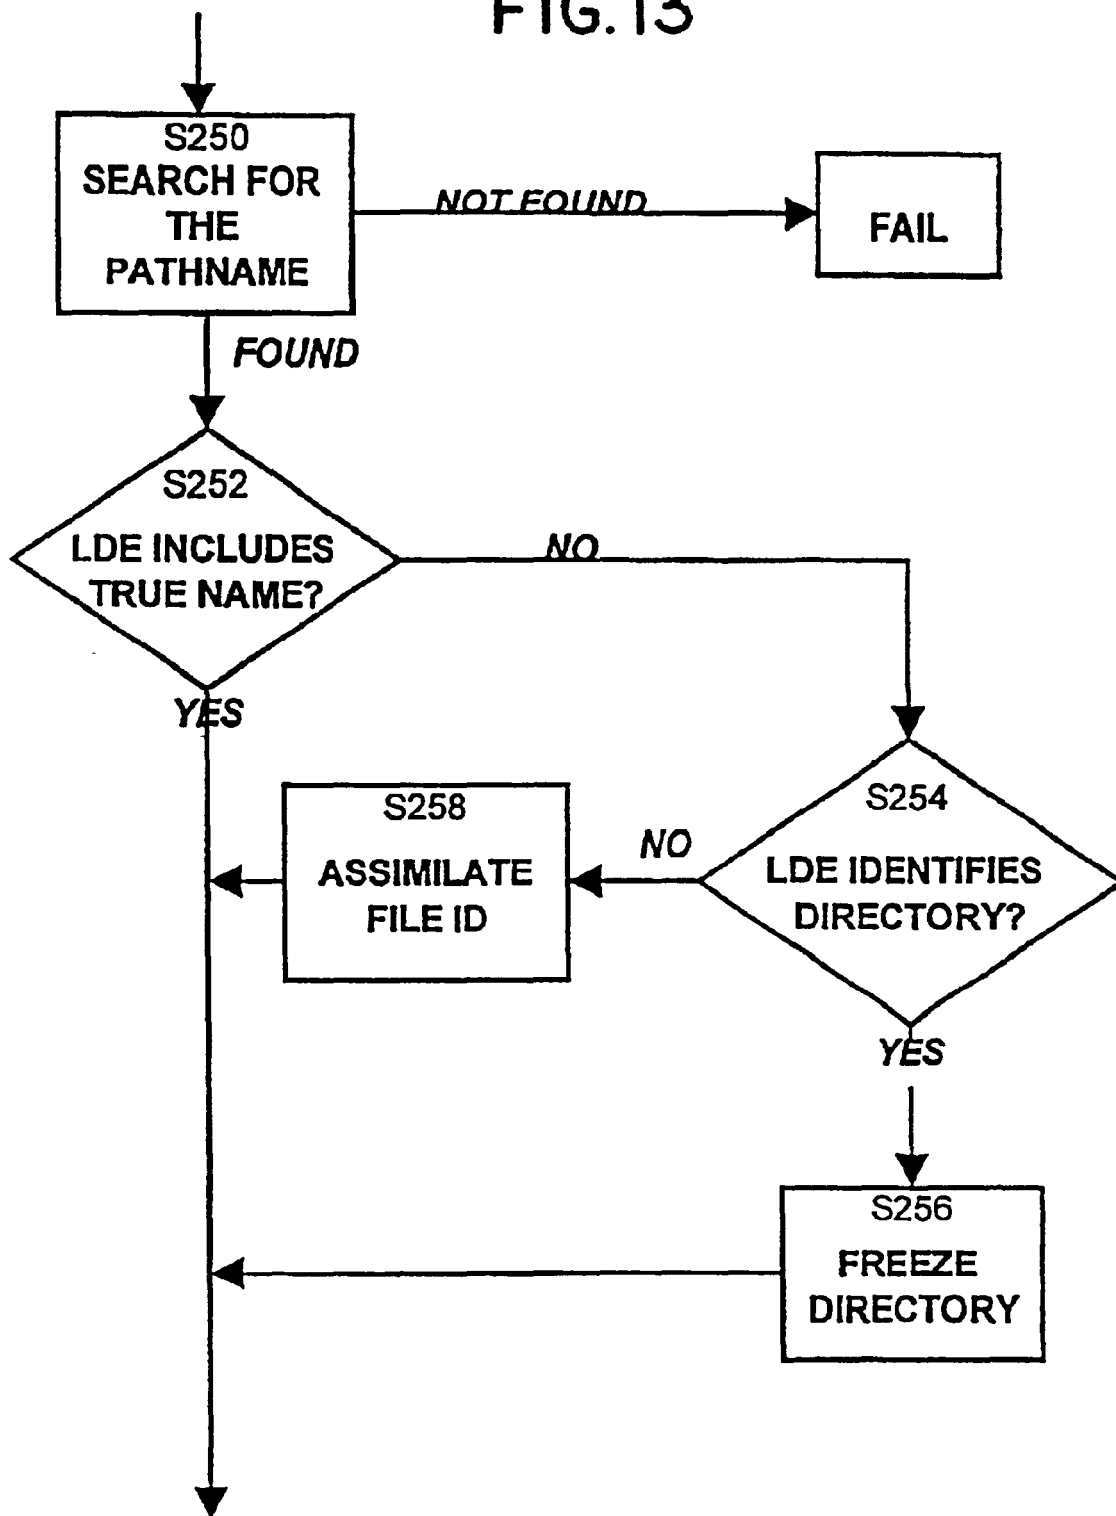 FIG. 13
S250
SEARCH FOR
THE
PATHNAME
NOT FOUND
FAIL
FOUND
S252
LDE INCLUDES
TRUE NAME?
NO
YES
S254
LDE IDENTIFIES
DIRECTORY?
NO
S258
ASSIMILATE
FILE ID
YES
S256
FREEZE
DIRECTORY